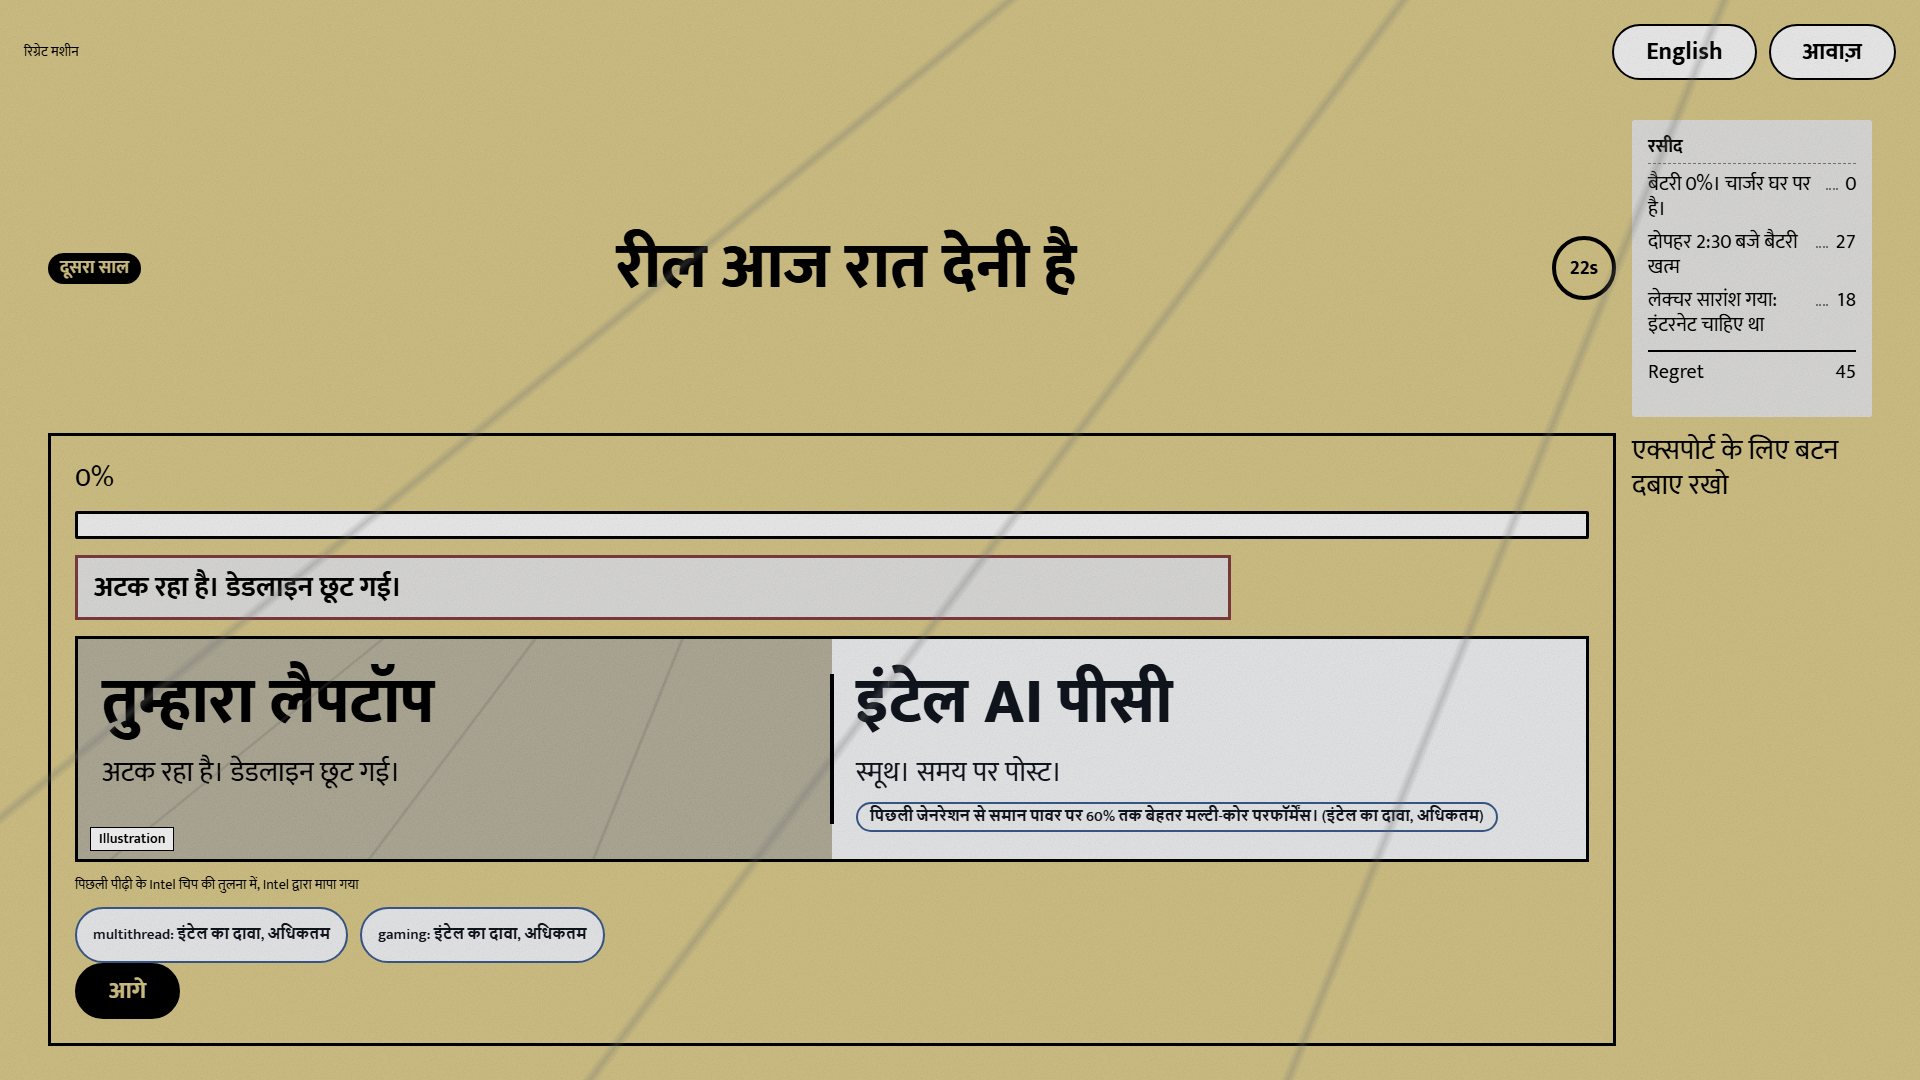 रिग्रेट मशीन
English
आवाज़
दूसरा साल
रील आज रात देनी है
22s
रसीद
बैटरी 0%। चार्जर घर पर .... 0
है।
दोपहर 2:30 बजे बैटरी .... 27
खत्म
लेक्चर सारांश गया: .... 18
इंटरनेट चाहिए था
Regret 45
एक्सपोर्ट के लिए बटन
दबाए रखो
0%
अटक रहा है। डेडलाइन छूट गई।
तुम्हारा लैपटॉप
अटक रहा है। डेडलाइन छूट गई।
Illustration
इंटेल AI पीसी
स्मूथ। समय पर पोस्ट।
पिछली जेनरेशन से समान पावर पर 60% तक बेहतर मल्टी-कोर परफॉर्मेंस। (इंटेल का दावा, अधिकतम)
पिछली पीढ़ी के Intel चिप की तुलना में, Intel द्वारा मापा गया
multithread: इंटेल का दावा, अधिकतम
gaming: इंटेल का दावा, अधिकतम
आगे